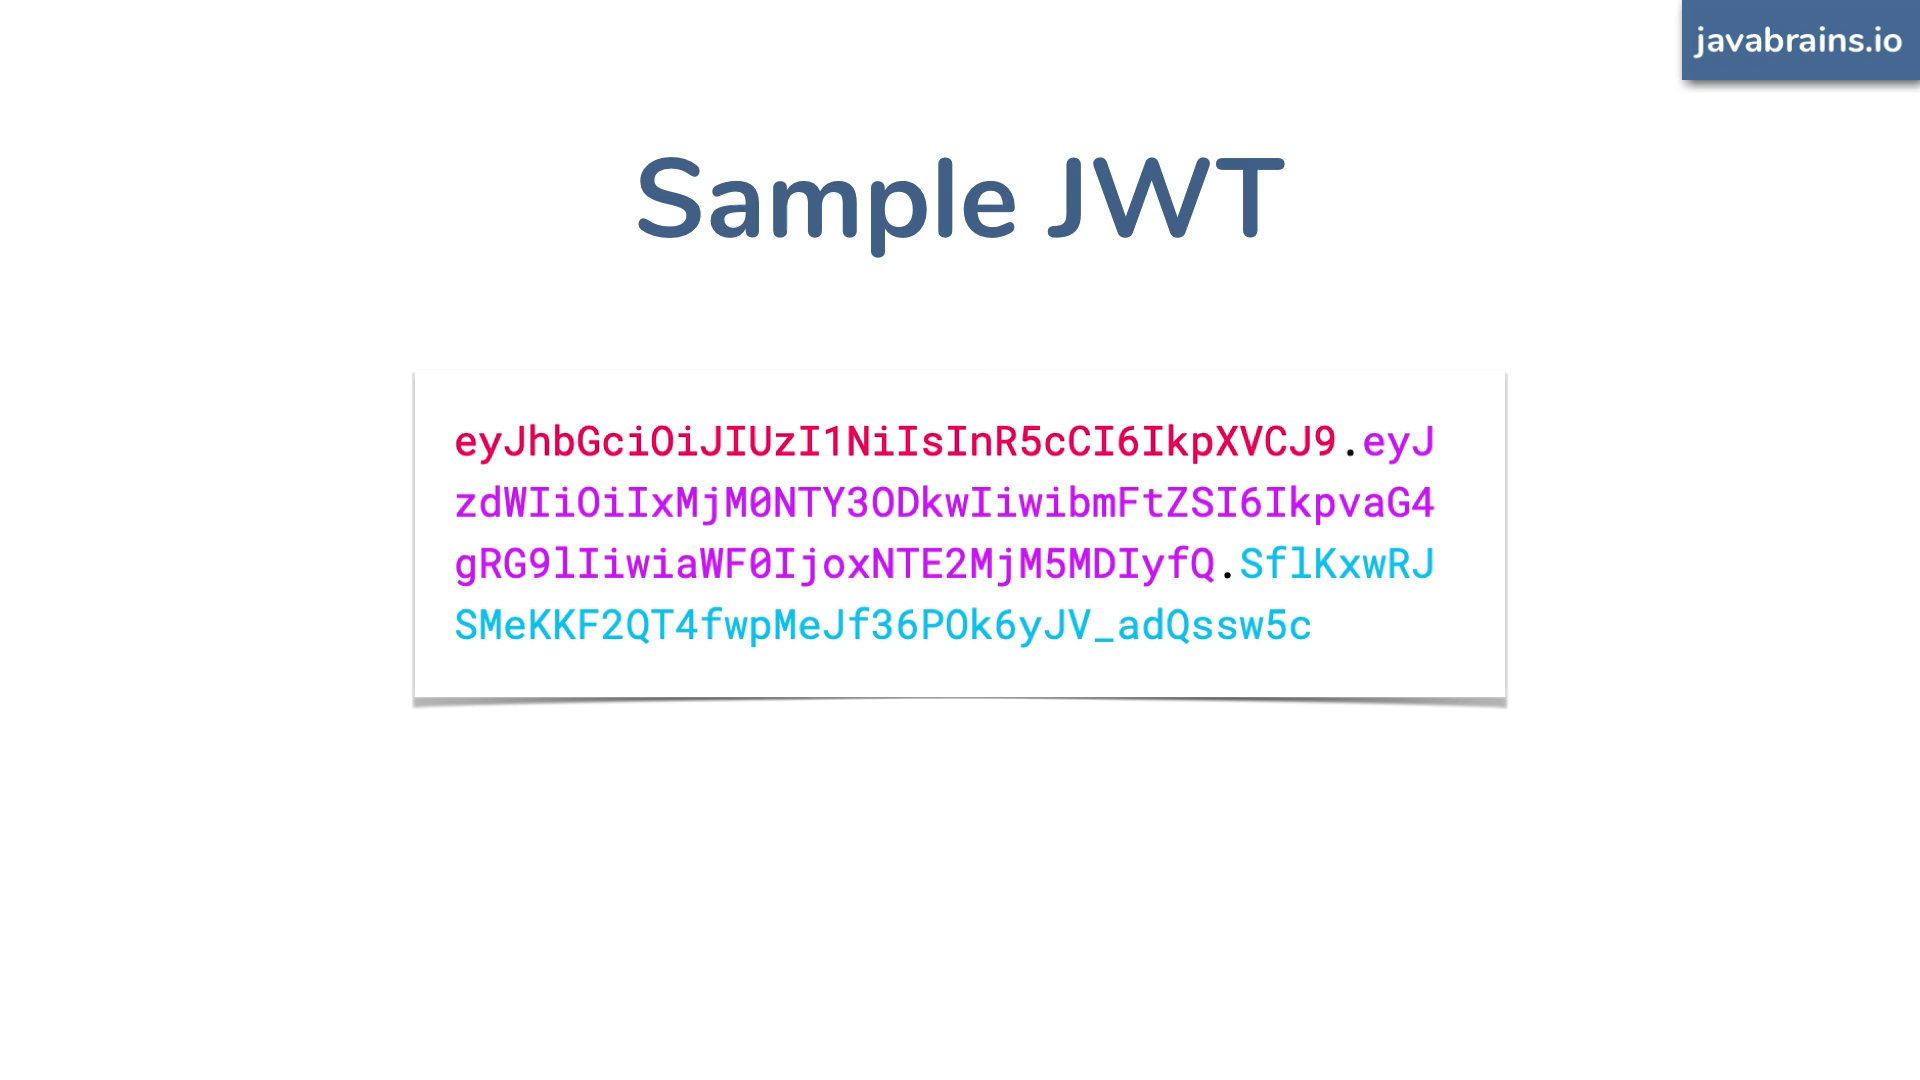 javabrains.io
Sample JWT
eyJhbGciOiJIUzI1NiIsInR5cCI6IkpXVCJ9.eyJ
zdWIiOiIxMjM0NTY3ODkwIiwibmFtZSI6IkpvaG4
gRG9lIiwiaWF0IjoxNTE2MjM5MDIyfQ.SflKxwRJ
SMeKKF2QT4fwpMeJf36POk6yJV_adQssw5c